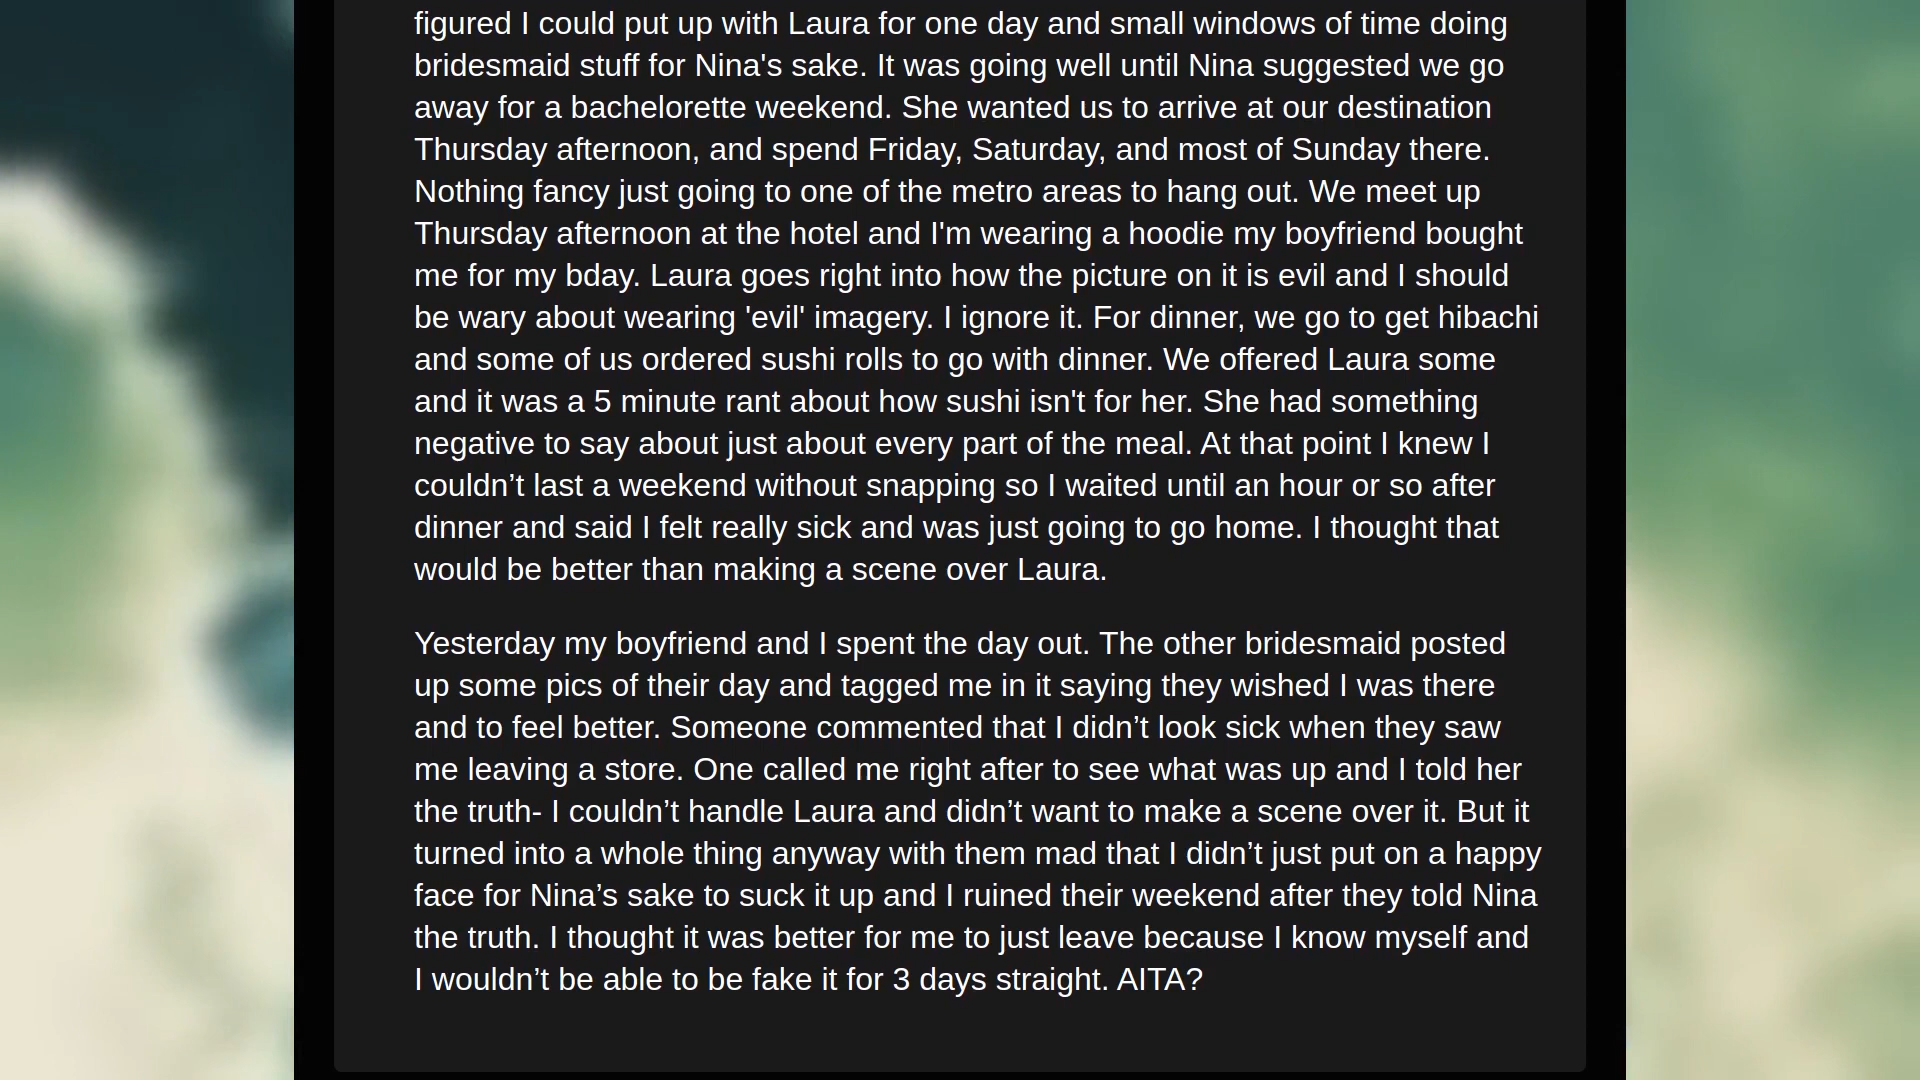 figured I could put up with Laura for one day and small windows of time doing
bridesmaid stuff for Nina's sake. It was going well until Nina suggested we go
away for a bachelorette weekend. She wanted us to arrive at our destination
Thursday afternoon, and spend Friday, Saturday, and most of Sunday there.
Nothing fancy just going to one of the metro areas to hang out. We meet up
Thursday afternoon at the hotel and I'm wearing a hoodie my boyfriend bought
me for my bday. Laura goes right into how the picture on it is evil and I should
be wary about wearing 'evil' imagery. I ignore it. For dinner, we go to get hibachi
and some of us ordered sushi rolls to go with dinner. We offered Laura some
and it was a 5 minute rant about how sushi isn't for her. She had something
negative to say about just about every part of the meal. At that point I knew I
couldn’t last a weekend without snapping so I waited until an hour or so after
dinner and said I felt really sick and was just going to go home. I thought that
would be better than making a scene over Laura.
Yesterday my boyfriend and I spent the day out. The other bridesmaid posted
up some pics of their day and tagged me in it saying they wished I was there
and to feel better. Someone commented that I didn’t look sick when they saw
me leaving a store. One called me right after to see what was up and I told her
the truth- I couldn’t handle Laura and didn’t want to make a scene over it. But it
turned into a whole thing anyway with them mad that I didn’t just put on a happy
face for Nina’s sake to suck it up and I ruined their weekend after they told Nina
the truth. I thought it was better for me to just leave because I know myself and
I wouldn’t be able to be fake it for 3 days straight. AITA?